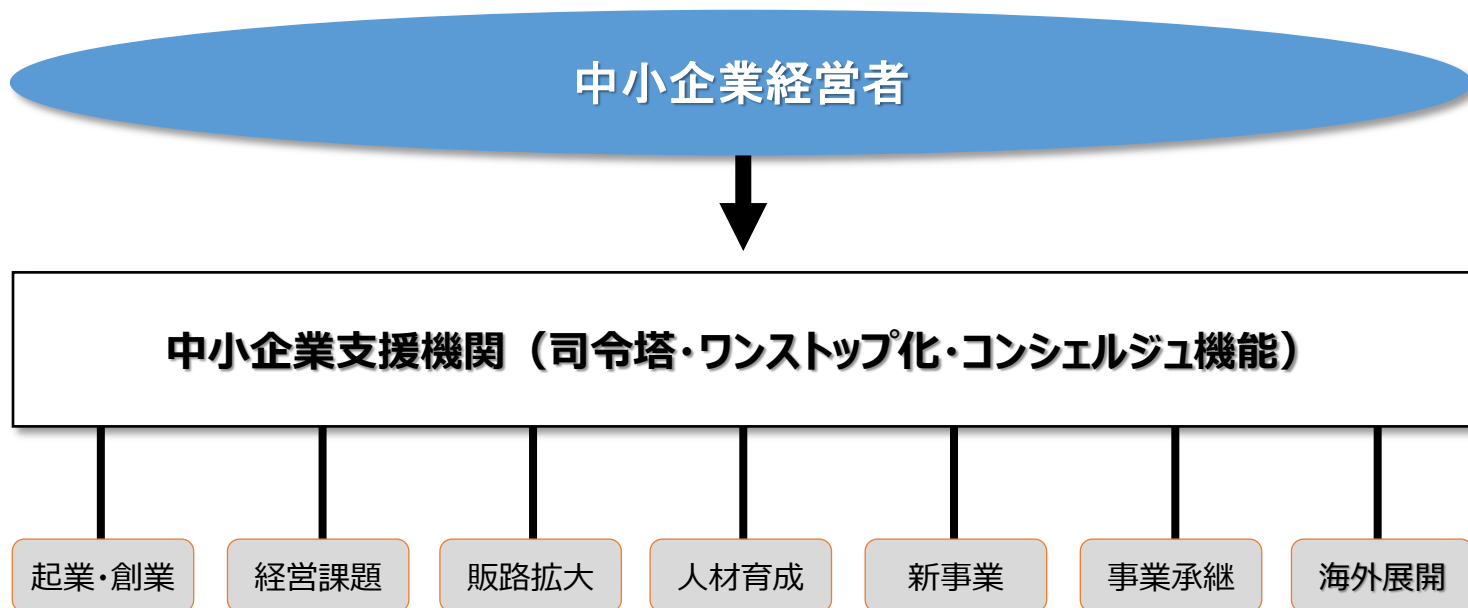 中小企業経営者
中小企業支援機関（司令塔・ワンストップ化・コンシェルジュ機能）
起業・創業
経営課題
販路拡大
人材育成
新事業
事業承継
海外展開